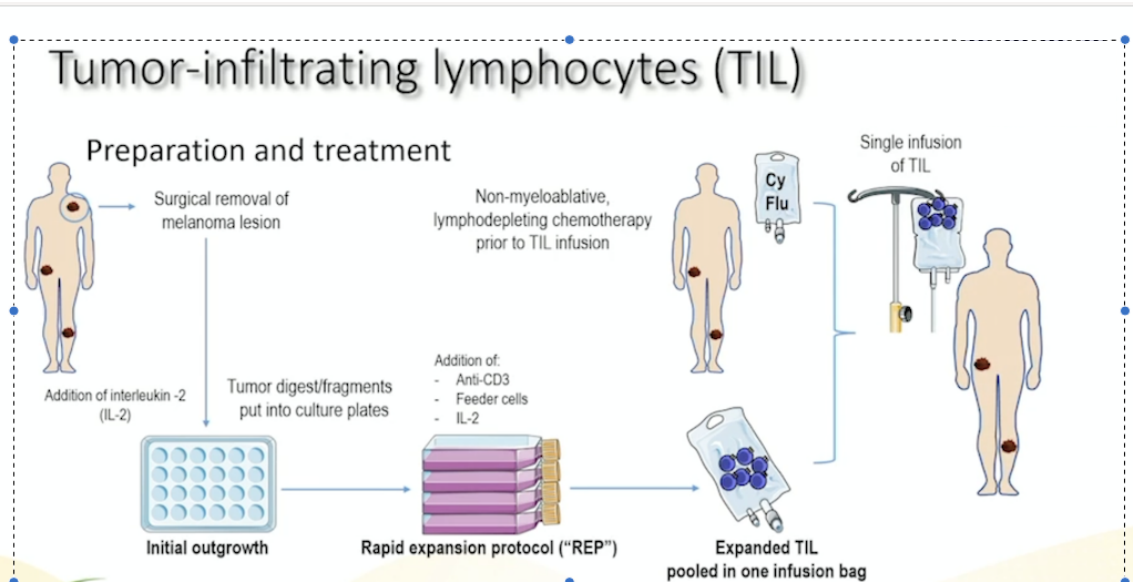 Tumor-infiltrating lymphocytes (TIL)
Preparation and treatment
Surgical removal of
melanoma lesion
Non-myeloablative,
lymphodepleting chemotherapy
prior to TIL infusion
Cy
Flu
Single infusion
of TIL
Addition of interleukin -2
(IL-2)
Tumor digest/fragments
put into culture plates
Addition of:
- Anti-CD3
- Feeder cells
- IL-2
Initial outgrowth
Rapid expansion protocol (“REP”)
Expanded TIL
pooled in one infusion bag